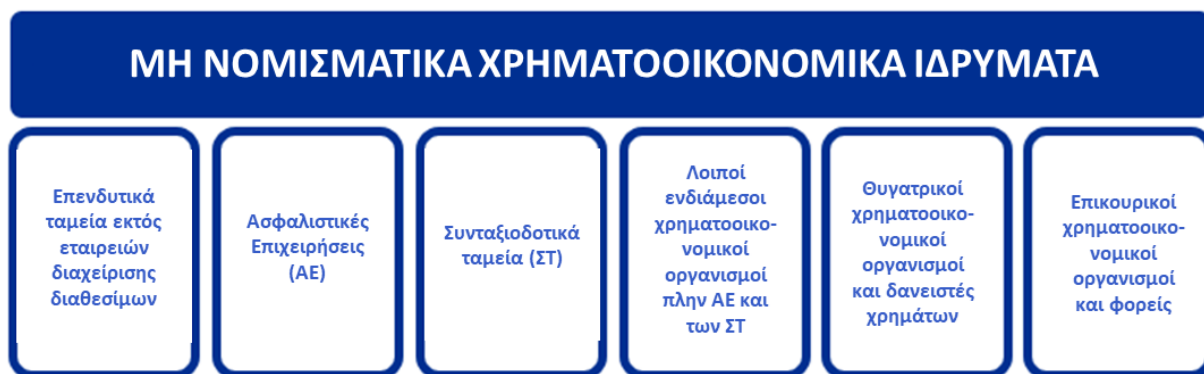 ΜΗ ΝΟΜΙΣΜΑΤΙΚΑ ΧΡΗΜΑΤΟΟΙΚΟΝΟΜΙΚΑ ΙΔΡΥΜΑΤΑ
Επενδυτικά
ταμεία εκτός
εταιρειών
διαχείρισης
διαθεσίμων
Ασφαλιστικές
Επιχειρήσεις
(ΑΕ)
Συνταξιοδοτικά
ταμεία (ΣΤ)
Λοιποί
ενδιάμεσοι
χρηματοοικο-
νομικοί
οργανισμοί
πλην ΑΕ και
των ΣΤ
Θυγατρικοί
χρηματοοικο-
νομικοί
οργανισμοί
και δανειστές
χρημάτων
Επικουρικοί
χρηματοοικο-
νομικοί
οργανισμοί
και φορείς